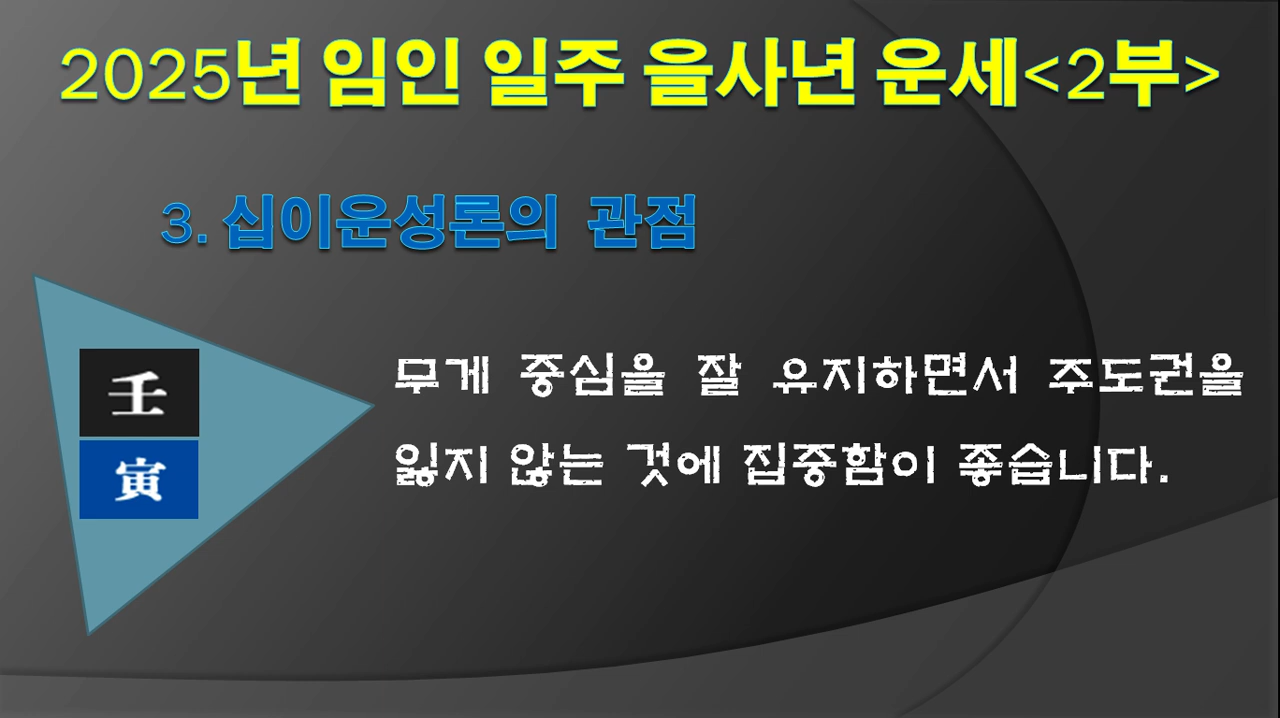 2025년 임인 일주 을사년 운세<2부>
3. 십이운성론의 관점
壬
寅
무게 중심을 잘 유지하면서 주도권을
잃지 않는 것에 집중함이 좋습니다.